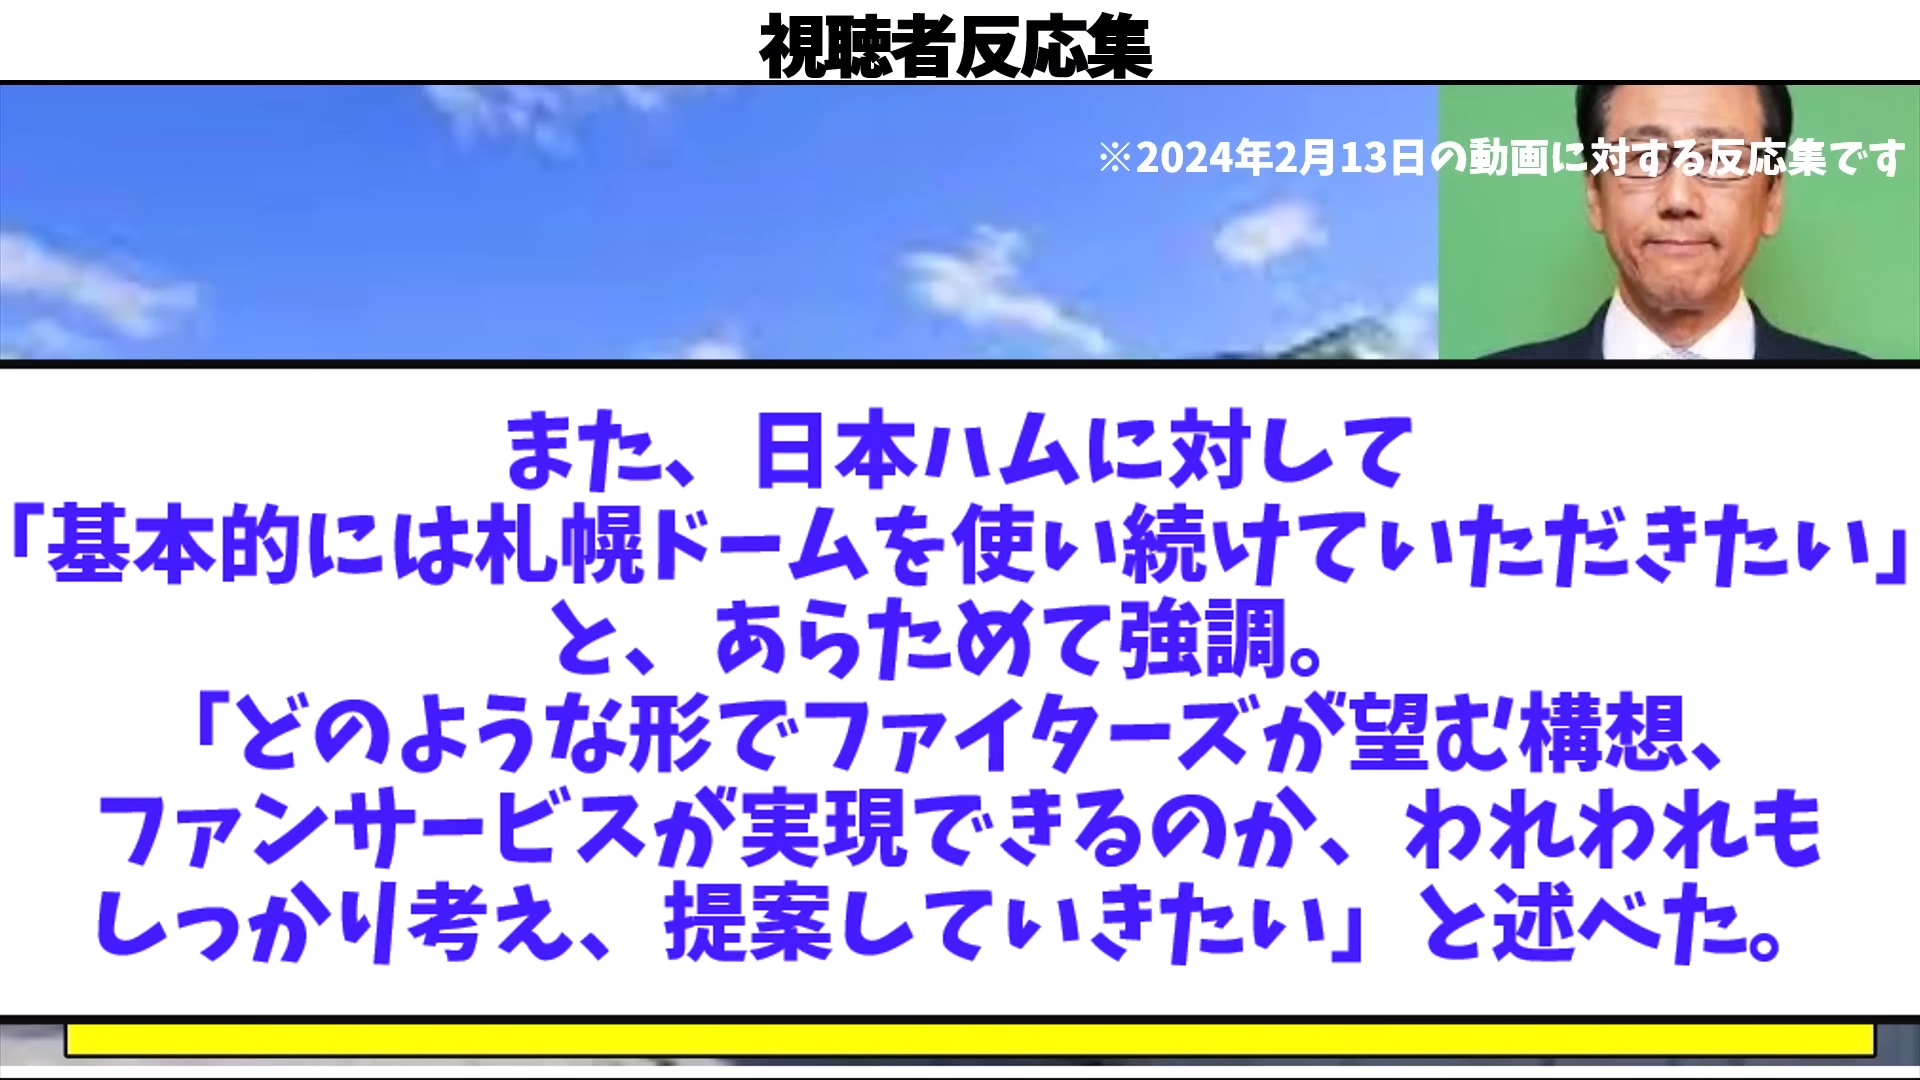 視聴者反応集
※2024年2月13日の動画に対する反応集です
また、日本ハムに対して
「基本的には札幌ドームを使い続けていただきたい」
と、あらためて強調。
「どのような形でファイターズが望む構想、
ファンサービスが実現できるのか、われわれも
しっかり考え、提案していきたい」と述べた。